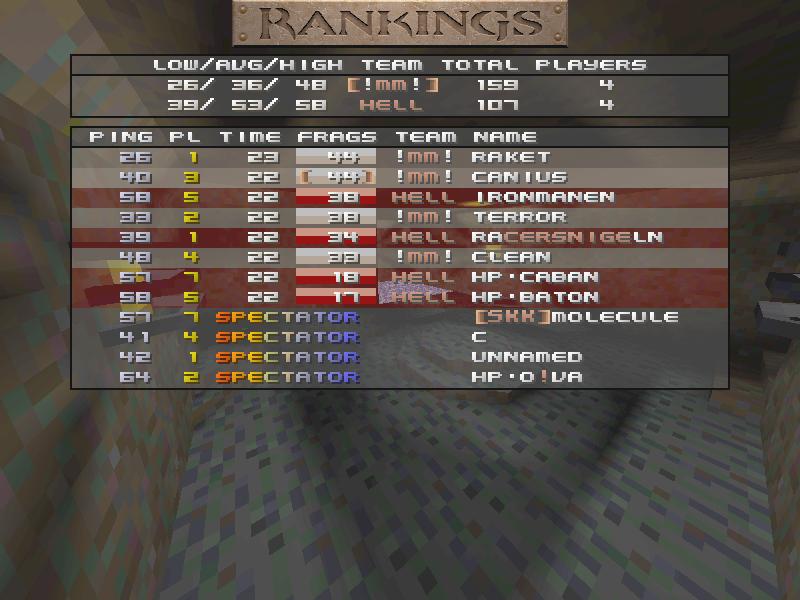 RANKINGS
LOW/AVG/HIGH TEAM TOTAL PLAYERS
26/ 36/ 48 [!mm!] 159 4
39/ 53/ 58 HELL 107 4
PING PL TIME FRAGS TEAM NAME
26 1 23 44 !mm! RAKET
40 3 22 [ 44] !mm! CANIUS
58 5 22 38 HELL IRONMANEN
33 2 22 38 !mm! TERROR
39 1 22 34 HELL RACERSNIGELN
48 4 22 33 !mm! CLEAN
57 7 22 18 HELL HP·CABAN
58 5 22 17 HELL HP·BATON
57 7 SPECTATOR [SKK]MOLECULE
41 4 SPECTATOR C
42 1 SPECTATOR UNNAMED
64 2 SPECTATOR HP·O!VA